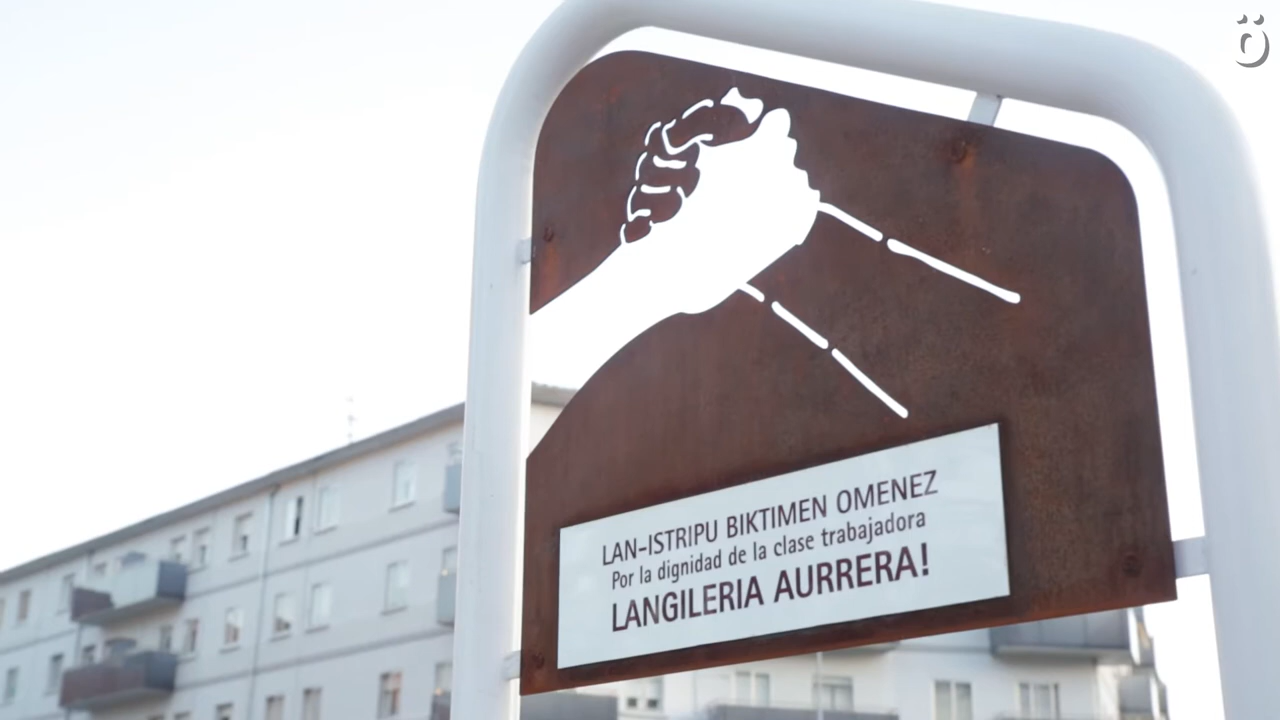 LAN-ISTRIPU BIKTIMEN OMENEZ
Por la dignidad de la clase trabajadora
LANGILERIA AURRERA!